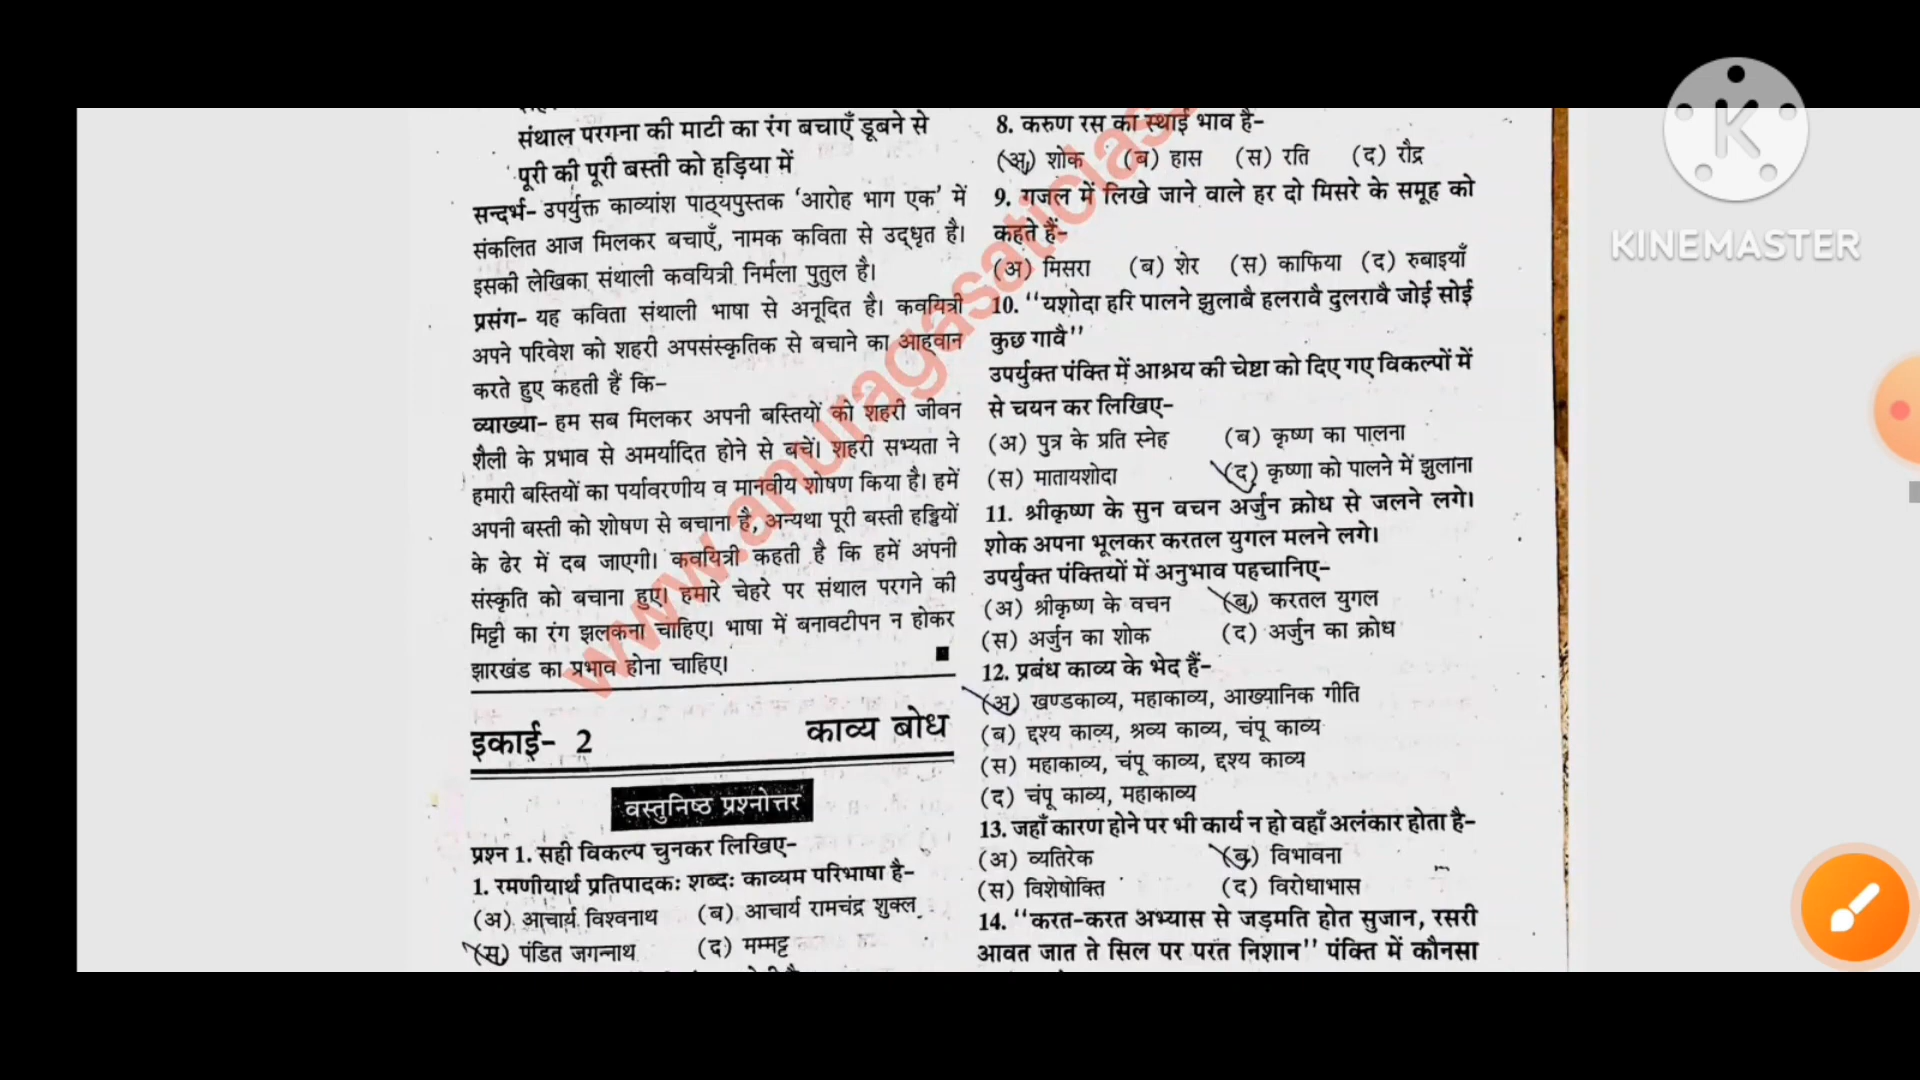 संथाल परगना की माटी का रंग बचाएँ डूबने से
पूरी की पूरी बस्ती को हड़िया में
सन्दर्भ- उपर्युक्त काव्यांश पाठ्यपुस्तक 'आरोह भाग एक' में
संकलित आज मिलकर बचाएँ, नामक कविता से उद्धृत है।
इसकी लेखिका संथाली कवयित्री निर्मला पुतुल है।
प्रसंग- यह कविता संथाली भाषा से अनूदित है। कवयित्री
अपने परिवेश को शहरी अपसंस्कृतिक से बचाने का आह्वान
करते हुए कहती हैं कि-
व्याख्या- हम सब मिलकर अपनी बस्तियों को शहरी जीवन
शैली के प्रभाव से अमर्यादित होने से बचें। शहरी सभ्यता ने
हमारी बस्तियों का पर्यावरणीय व मानवीय शोषण किया है। हमें
अपनी बस्ती को शोषण से बचाना है, अन्यथा पूरी बस्ती हड्डियों
के ढेर में दब जाएगी। कवयित्री कहती है कि हमें अपनी
संस्कृति को बचाना हुए। हमारे चेहरे पर संथाल परगने की
मिट्टी का रंग झलकना चाहिए। भाषा में बनावटीपन न होकर
झारखंड का प्रभाव होना चाहिए।
इकाई- 2 काव्य बोध
वस्तुनिष्ठ प्रश्नोत्तर
प्रश्न 1. सही विकल्प चुनकर लिखिए-
1. रमणीयार्थ प्रतिपादकः शब्दः काव्यम परिभाषा है-
(अ) आचार्य विश्वनाथ (ब) आचार्य रामचंद्र शुक्ल
(स) पंडित जगन्नाथ (द) मम्मट्ट
8. करुण रस का स्थाई भाव है-
(अ) शोक (ब) हास (स) रति (द) रौद्र
9. गजल में लिखे जाने वाले हर दो मिसरे के समूह को
कहते हैं-
(अ) मिसरा (ब) शेर (स) काफिया (द) रुबाइयाँ
10. "यशोदा हरि पालने झुलाबै हलरावै दुलरावै जोई सोई
कुछ गावै"
उपर्युक्त पंक्ति में आश्रय की चेष्टा को दिए गए विकल्पों में
से चयन कर लिखिए-
(अ) पुत्र के प्रति स्नेह (ब) कृष्ण का पालना
(स) मातायशोदा (द) कृष्णा को पालने में झुलाना
11. श्रीकृष्ण के सुन वचन अर्जुन क्रोध से जलने लगे।
शोक अपना भूलकर करतल युगल मलने लगे।
उपर्युक्त पंक्तियों में अनुभाव पहचानिए-
(अ) श्रीकृष्ण के वचन (ब) करतल युगल
(स) अर्जुन का शोक (द) अर्जुन का क्रोध
12. प्रबंध काव्य के भेद हैं-
(अ) खण्डकाव्य, महाकाव्य, आख्यानिक गीति
(ब) द्दश्य काव्य, श्रव्य काव्य, चंपू काव्य
(स) महाकाव्य, चंपू काव्य, द्दश्य काव्य
(द) चंपू काव्य, महाकाव्य
13. जहाँ कारण होने पर भी कार्य न हो वहाँ अलंकार होता है-
(अ) व्यतिरेक (ब) विभावना
(स) विशेषोक्ति (द) विरोधाभास
14. "करत-करत अभ्यास से जड़मति होत सुजान, रसरी
आवत जात ते सिल पर परत निशान" पंक्ति में कौनसा
www.anuragasaticlas
K
KINEMASTER